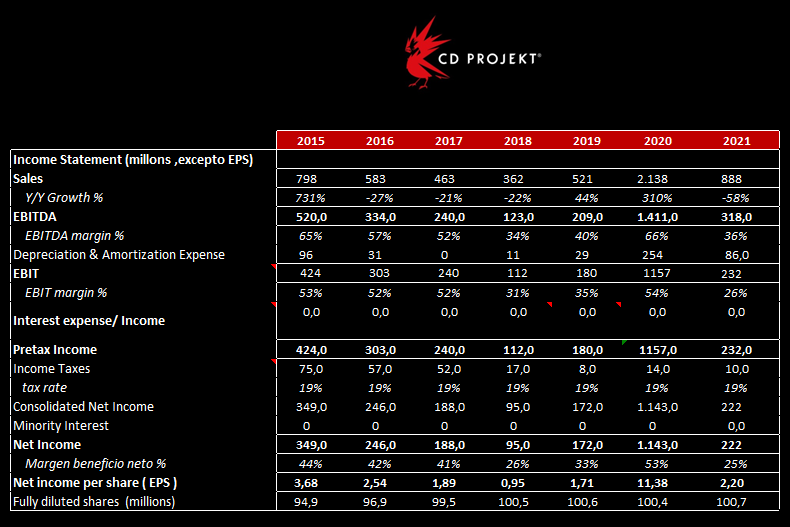 CD PROJEKT®
2015 2016 2017 2018 2019 2020 2021
Income Statement (millons ,excepto EPS)
Sales 798 583 463 362 521 2.138 888
Y/Y Growth % 731% -27% -21% -22% 44% 310% -58%
EBITDA 520,0 334,0 240,0 123,0 209,0 1.411,0 318,0
EBITDA margin % 65% 57% 52% 34% 40% 66% 36%
Depreciation & Amortization Expense 96 31 0 11 29 254 86,0
EBIT 424 303 240 112 180 1157 232
EBIT margin % 53% 52% 52% 31% 35% 54% 26%
Interest expense/ Income 0,0 0,0 0,0 0,0 0,0 0,0 0,0
Pretax Income 424,0 303,0 240,0 112,0 180,0 1157,0 232,0
Income Taxes 75,0 57,0 52,0 17,0 8,0 14,0 10,0
tax rate 19% 19% 19% 19% 19% 19% 19%
Consolidated Net Income 349,0 246,0 188,0 95,0 172,0 1.143,0 222
Minority Interest 0 0 0 0 0 0 0,0
Net Income 349,0 246,0 188,0 95,0 172,0 1.143,0 222
Margen beneficio neto % 44% 42% 41% 26% 33% 53% 25%
Net income per share ( EPS ) 3,68 2,54 1,89 0,95 1,71 11,38 2,20
Fully diluted shares (millions) 94,9 96,9 99,5 100,5 100,6 100,4 100,7